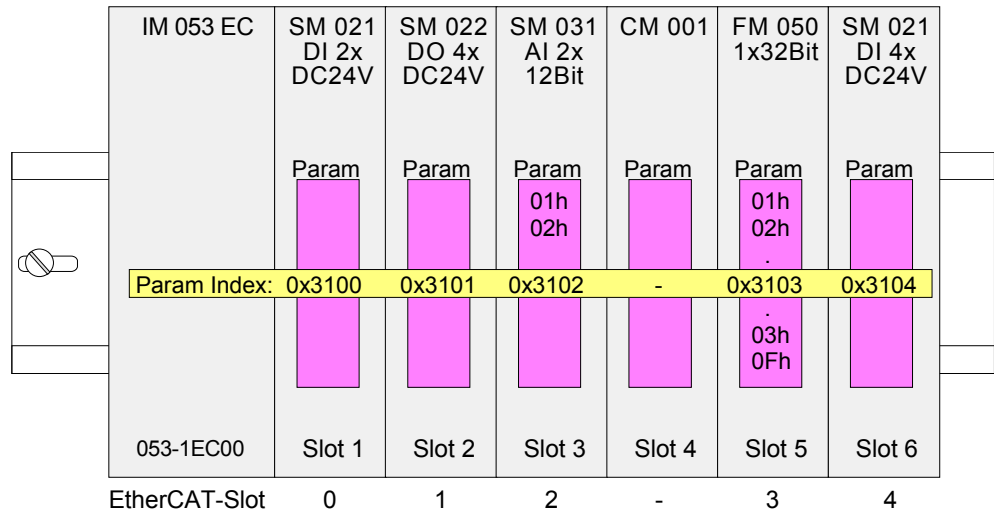 IM 053 EC
SM 021
DI 2x
DC24V
SM 022
DO 4x
DC24V
SM 031
AI 2x
12Bit
CM 001
FM 050
1x32Bit
SM 021
DI 4x
DC24V
Param Param Param Param Param Param
01h
02h
01h
02h
.
Param Index: 0x3100 0x3101 0x3102 - 0x3103 0x3104
.
03h
0Fh
053-1EC00 Slot 1 Slot 2 Slot 3 Slot 4 Slot 5 Slot 6
EtherCAT-Slot 0 1 2 - 3 4